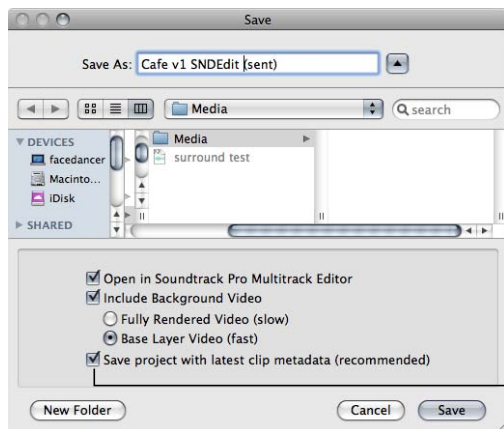 Save
Save As: Cafe v1 SNDEdit (sent)
Media
search
DEVICES
facedancer
Macinto...
iDisk
SHARED
Media
surround test
Open in Soundtrack Pro Multitrack Editor
Include Background Video
Fully Rendered Video (slow)
Base Layer Video (fast)
Save project with latest clip metadata (recommended)
New Folder
Cancel
Save